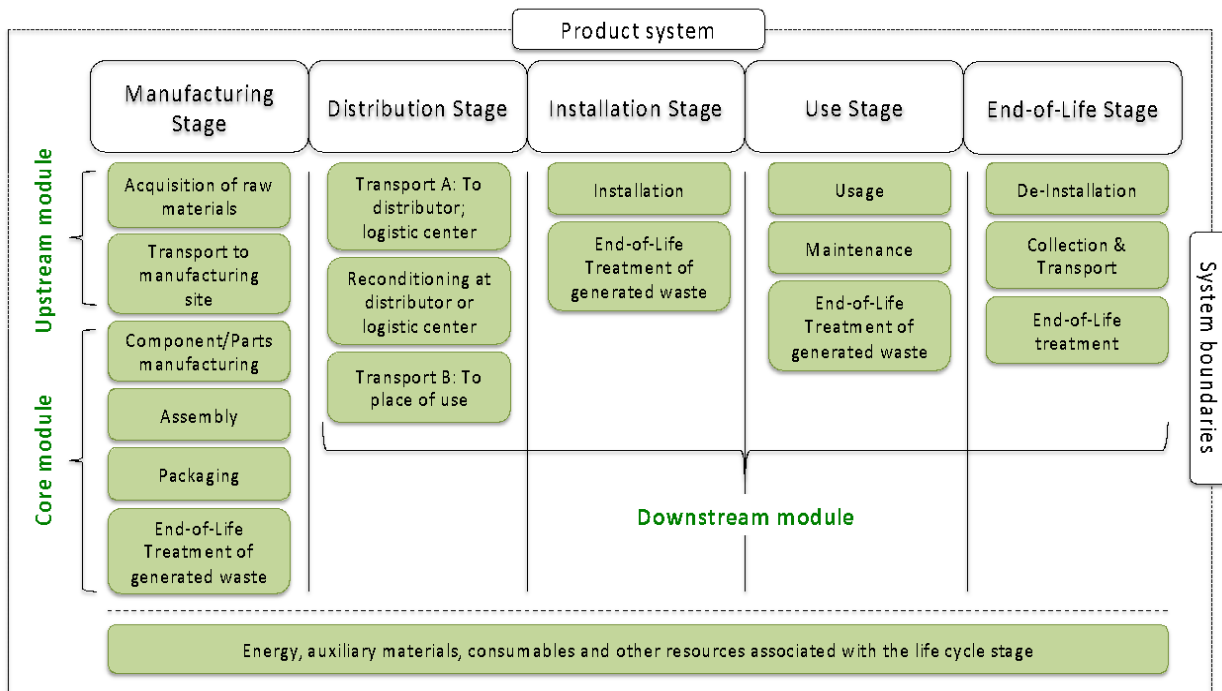 Product system
Manufacturing
Stage
Distribution Stage
Installation Stage
Use Stage
End-of-Life Stage
Upstream module
Core module
Acquisition of raw
materials
Transport to
manufacturing
site
Component/Parts
manufacturing
Assembly
Packaging
End-of-Life
Treatment of
generated waste
Transport A: To
distributor;
logistic center
Reconditioning at
distributor or
logistic center
Transport B: To
place of use
Installation
End-of-Life
Treatment of
generated waste
Usage
Maintenance
End-of-Life
Treatment of
generated waste
De-Installation
Collection &
Transport
End-of-Life
treatment
System boundaries
Downstream module
Energy, auxiliary materials, consumables and other resources associated with the life cycle stage